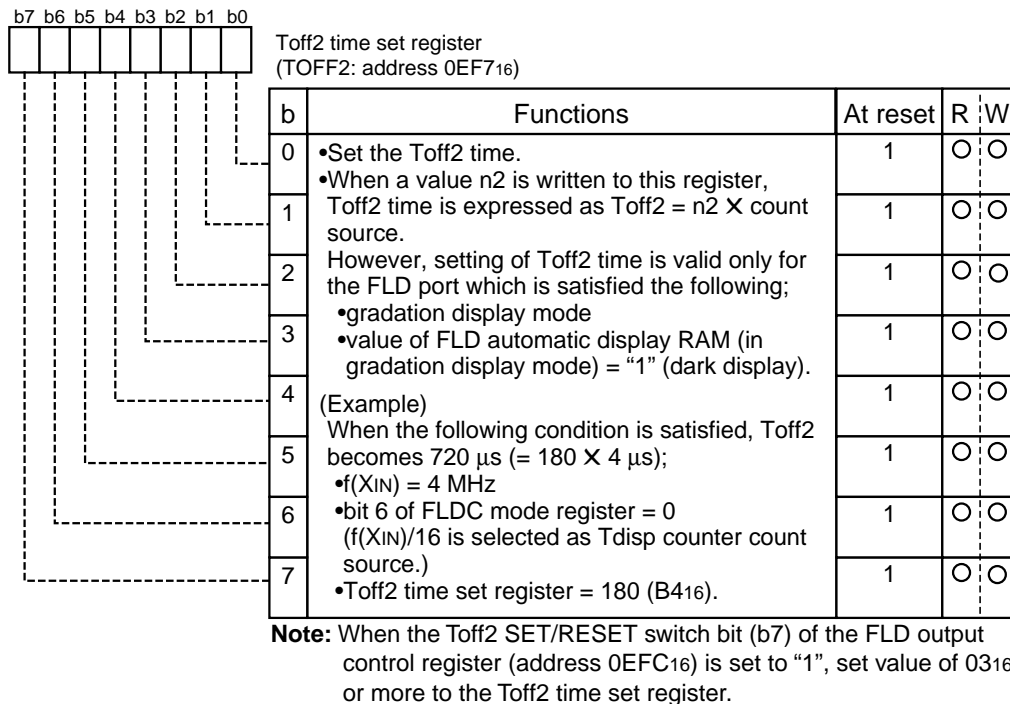 b7 b6 b5 b4 b3 b2 b1 b0
Toff2 time set register
(TOFF2: address 0EF716)
b Functions At reset R W
0 •Set the Toff2 time. 1
•When a value n2 is written to this register,
1 Toff2 time is expressed as Toff2 = n2 ✕ count 1
source.
2 However, setting of Toff2 time is valid only for 1
the FLD port which is satisfied the following;
•gradation display mode
3 •value of FLD automatic display RAM (in 1
gradation display mode) = “1” (dark display).
4 (Example) 1
When the following condition is satisfied, Toff2
5 becomes 720 µs (= 180 ✕ 4 µs); 1
•f(XIN) = 4 MHz
6 •bit 6 of FLDC mode register = 0 1
(f(XIN)/16 is selected as Tdisp counter count
source.)
7 •Toff2 time set register = 180 (B416). 1
Note: When the Toff2 SET/RESET switch bit (b7) of the FLD output
control register (address 0EFC16) is set to “1”, set value of 0316
or more to the Toff2 time set register.